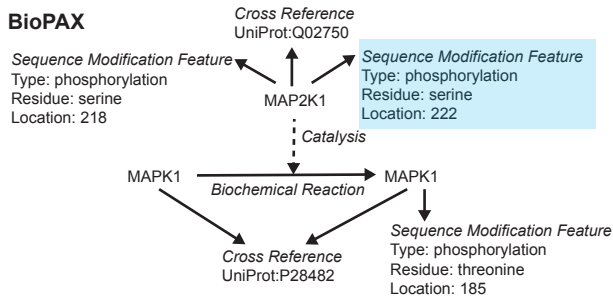 BioPAX
Cross Reference
UniProt:Q02750
Sequence Modification Feature
Type: phosphorylation
Residue: serine
Location: 218
MAP2K1
Sequence Modification Feature
Type: phosphorylation
Residue: serine
Location: 222
Catalysis
MAPK1
Biochemical Reaction
MAPK1
Cross Reference
UniProt:P28482
Sequence Modification Feature
Type: phosphorylation
Residue: threonine
Location: 185